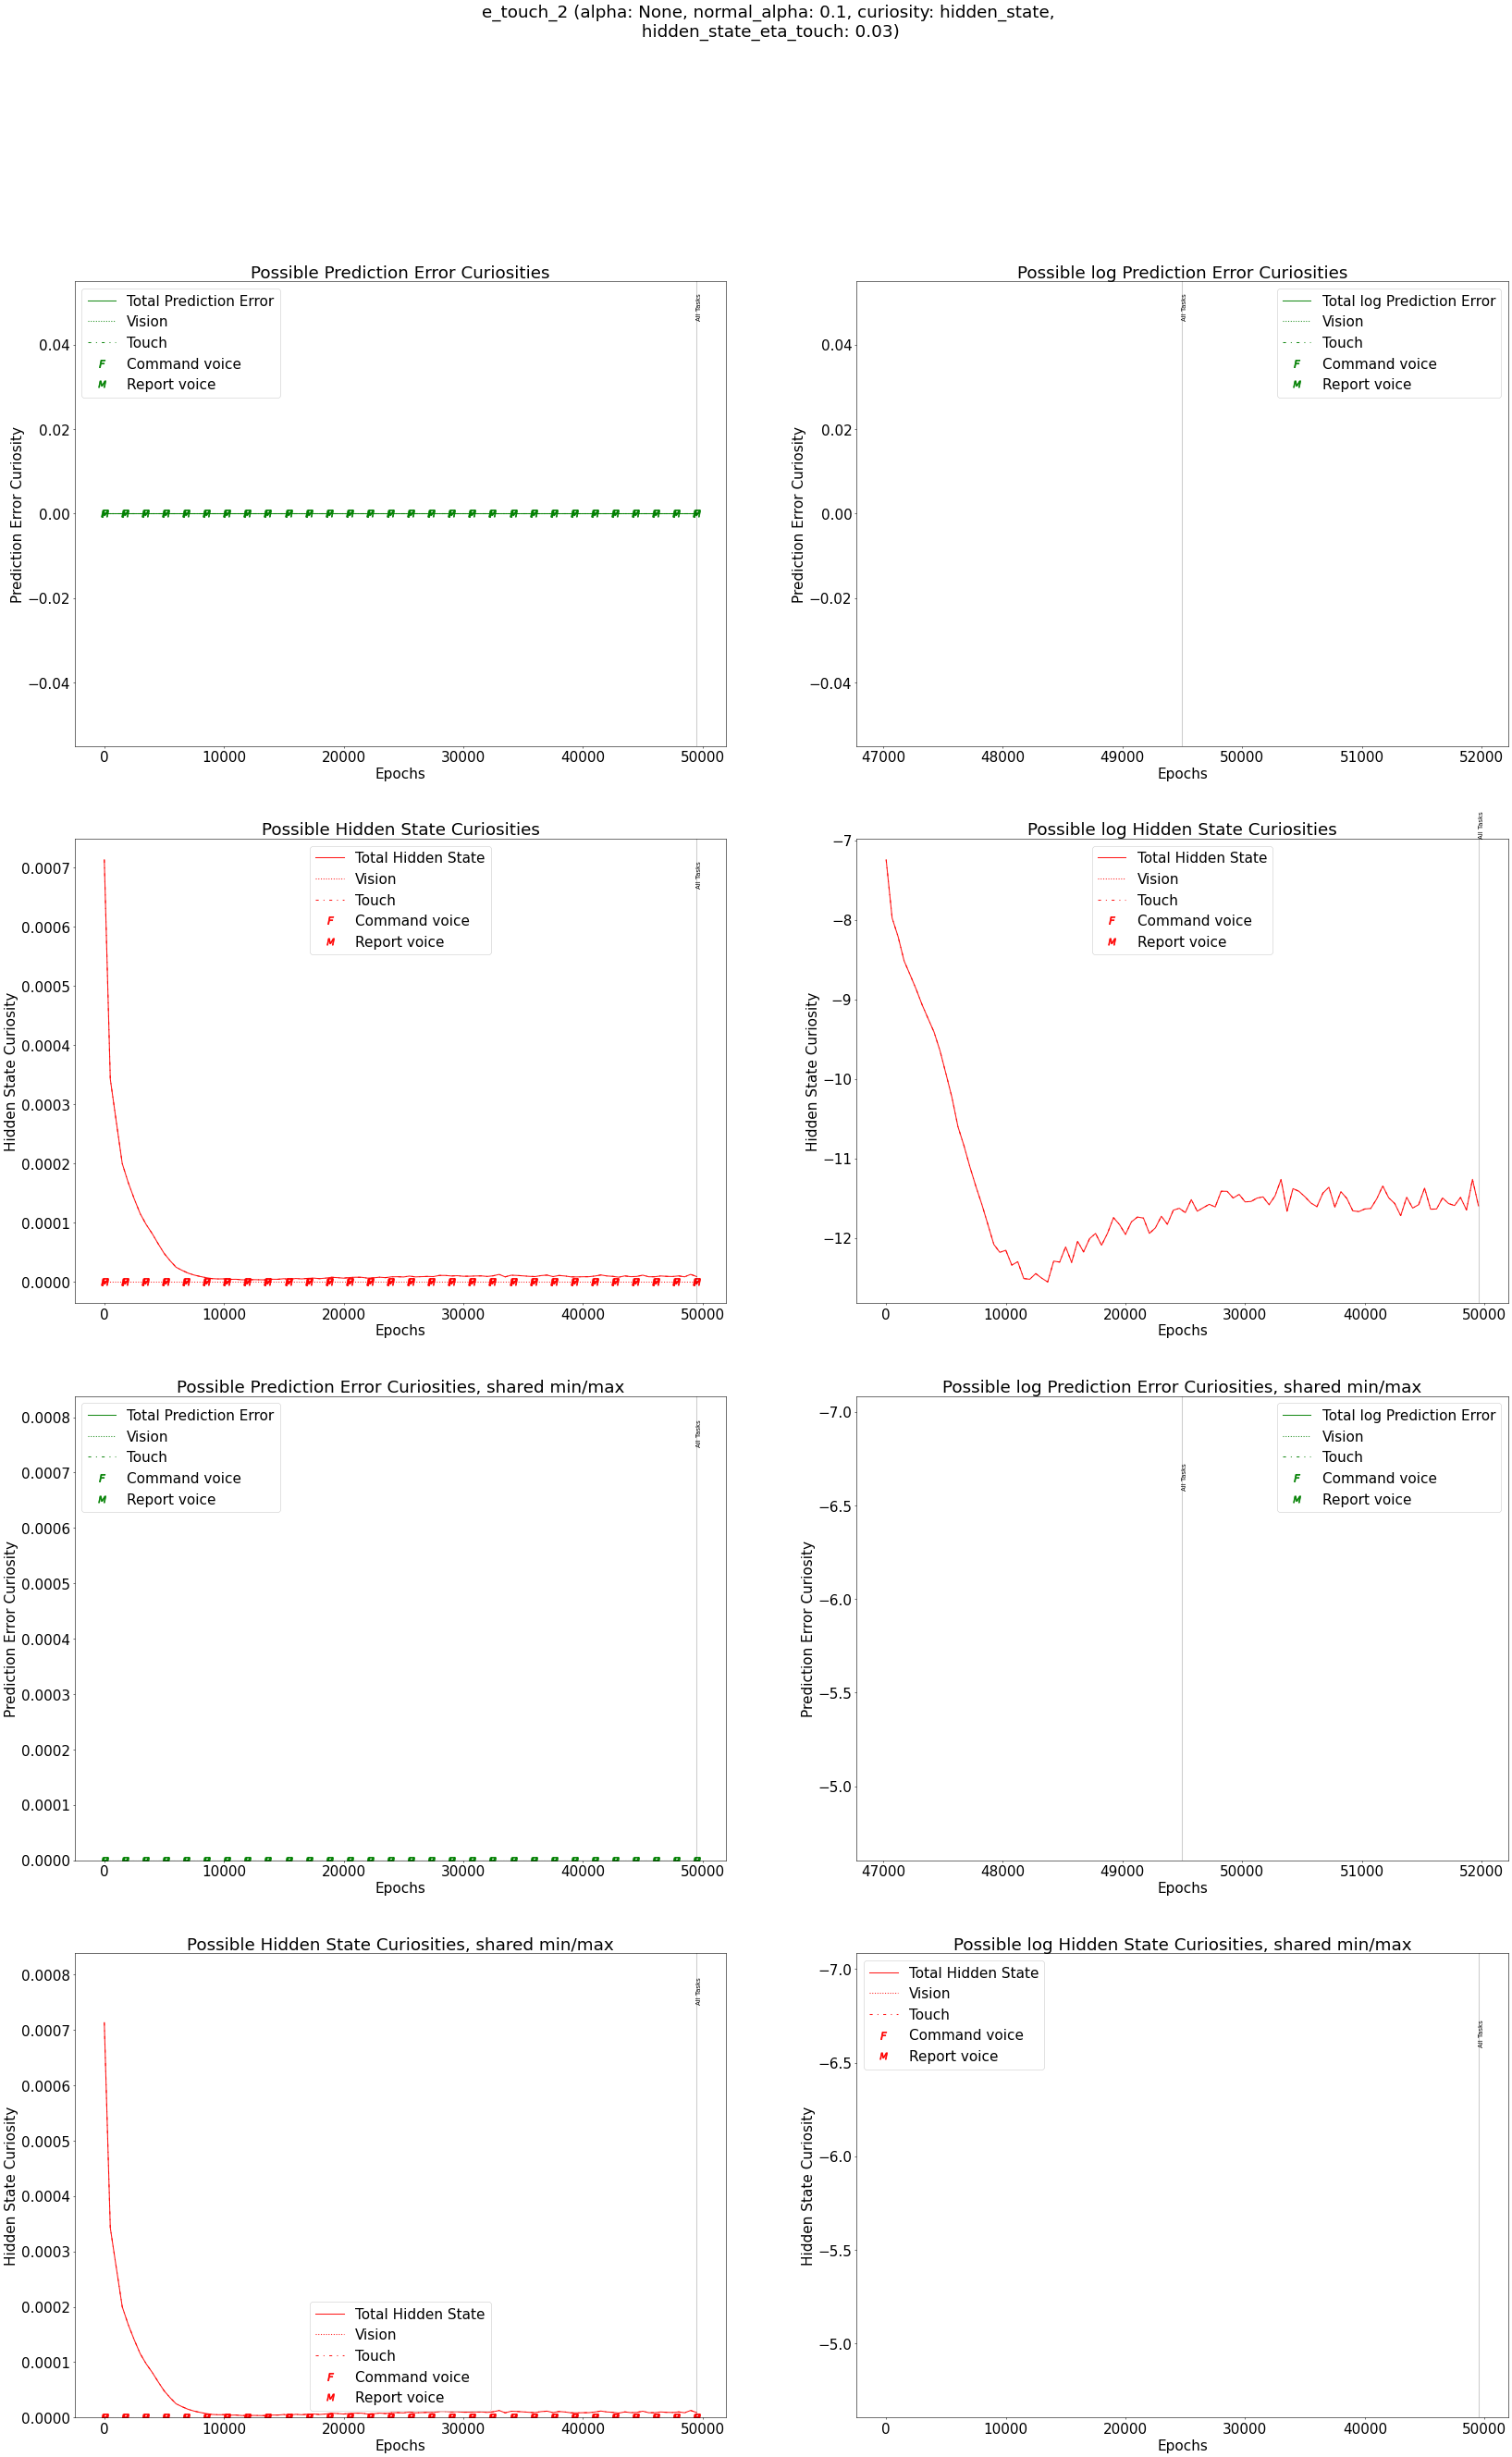 e_touch_2 (alpha: None, normal_alpha: 0.1, curiosity: hidden_state,
hidden_state_eta_touch: 0.03)
Possible Prediction Error Curiosities
Total Prediction Error
Vision
Touch
F Command voice
M Report voice
All Tasks
0.04
0.02
0.00
−0.02
−0.04
Prediction Error Curiosity
0 10000 20000 30000 40000 50000
Epochs
Possible log Prediction Error Curiosities
Total log Prediction Error
Vision
Touch
F Command voice
M Report voice
All Tasks
0.04
0.02
0.00
−0.02
−0.04
Prediction Error Curiosity
47000 48000 49000 50000 51000 52000
Epochs
Possible Hidden State Curiosities
Total Hidden State
Vision
Touch
F Command voice
M Report voice
All Tasks
0.0007
0.0006
0.0005
0.0004
0.0003
0.0002
0.0001
0.0000
Hidden State Curiosity
0 10000 20000 30000 40000 50000
Epochs
Possible log Hidden State Curiosities
Total Hidden State
Vision
Touch
F Command voice
M Report voice
All Tasks
−7
−8
−9
−10
−11
−12
Hidden State Curiosity
0 10000 20000 30000 40000 50000
Epochs
Possible Prediction Error Curiosities, shared min/max
Total Prediction Error
Vision
Touch
F Command voice
M Report voice
All Tasks
0.0008
0.0007
0.0006
0.0005
0.0004
0.0003
0.0002
0.0001
0.0000
Prediction Error Curiosity
0 10000 20000 30000 40000 50000
Epochs
Possible log Prediction Error Curiosities, shared min/max
Total log Prediction Error
Vision
Touch
F Command voice
M Report voice
All Tasks
−7.0
−6.5
−6.0
−5.5
−5.0
Prediction Error Curiosity
47000 48000 49000 50000 51000 52000
Epochs
Possible Hidden State Curiosities, shared min/max
Total Hidden State
Vision
Touch
F Command voice
M Report voice
All Tasks
0.0008
0.0007
0.0006
0.0005
0.0004
0.0003
0.0002
0.0001
0.0000
Hidden State Curiosity
0 10000 20000 30000 40000 50000
Epochs
Possible log Hidden State Curiosities, shared min/max
Total Hidden State
Vision
Touch
F Command voice
M Report voice
All Tasks
−7.0
−6.5
−6.0
−5.5
−5.0
Hidden State Curiosity
0 10000 20000 30000 40000 50000
Epochs